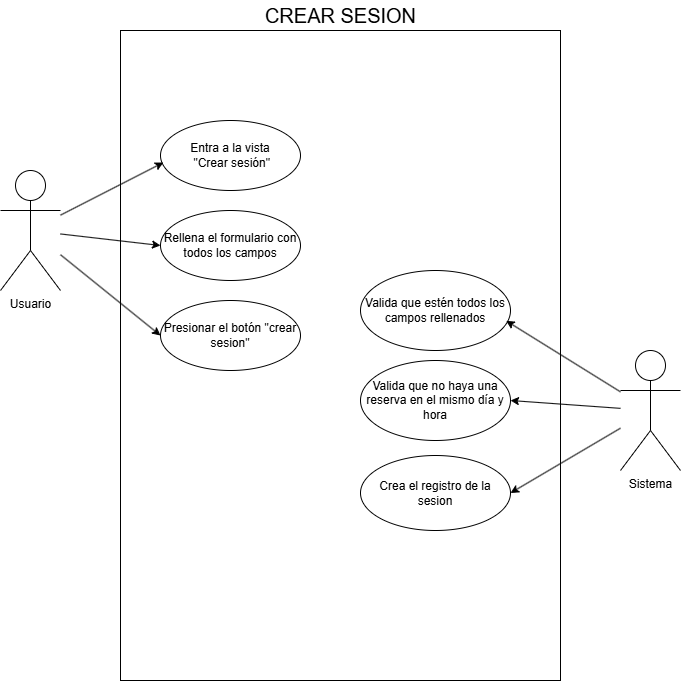 CREAR SESION
Entra a la vista
"Crear sesión"
Rellena el formulario con
todos los campos
Usuario
Presionar el botón "crear
sesion"
Valida que estén todos los
campos rellenados
Valida que no haya una
reserva en el mismo día y
hora
Crea el registro de la
sesion
Sistema